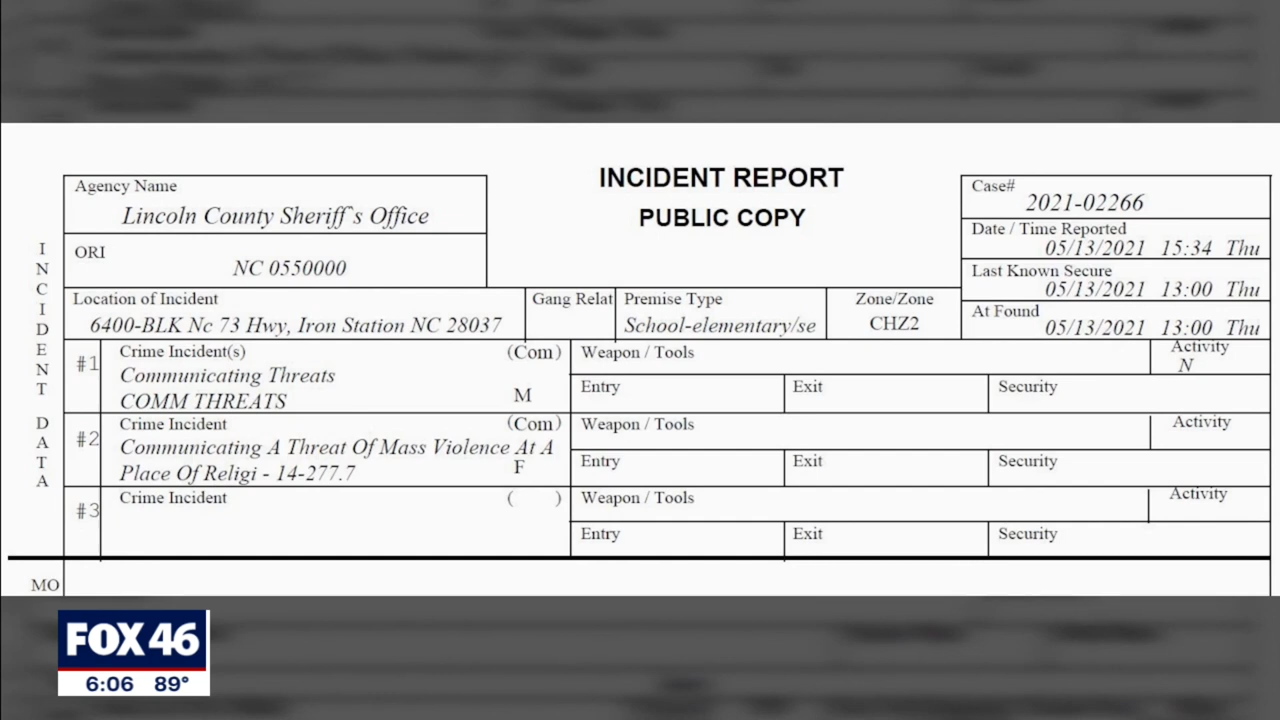 INCIDENT REPORT
PUBLIC COPY
Agency Name
Lincoln County Sheriff`s Office
ORI
NC 0550000
Case#
2021-02266
Date / Time Reported
05/13/2021 15:34 Thu
Last Known Secure
05/13/2021 13:00 Thu
At Found
05/13/2021 13:00 Thu
Location of Incident
6400-BLK Nc 73 Hwy, Iron Station NC 28037
Gang Relat
Premise Type
School-elementary/se
Zone/Zone
CHZ2
INCIDENT DATA
#1
Crime Incident(s) (Com)
Communicating Threats
COMM THREATS M
Weapon / Tools
Activity
N
Entry
Exit
Security
#2
Crime Incident (Com)
Communicating A Threat Of Mass Violence At A
Place Of Religi - 14-277.7 F
Weapon / Tools
Activity
Entry
Exit
Security
#3
Crime Incident ( )
Weapon / Tools
Activity
Entry
Exit
Security
MO
FOX 46
6:06 89°